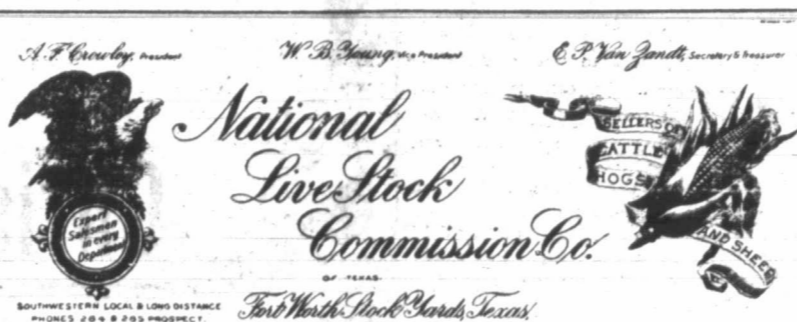 A. F. Crowley, President
W. B. Young, Vice President
E. P. Van Zandt, Secretary & Treasurer
National
Live Stock
Commission Co.
OF TEXAS
Fort Worth Stock Yards, Texas
Expert
Salesmen
in every
Department
SOUTHWESTERN LOCAL & LONG DISTANCE
PHONES 284 & 285 PROSPECT.
SELLERS OF
CATTLE
HOGS
AND SHEEP